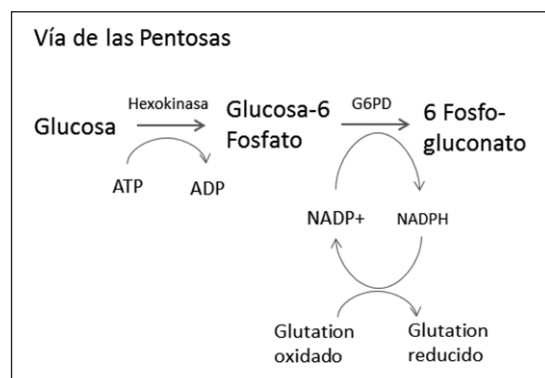 Vía de las Pentosas
Hexokinasa
G6PD
Glucosa
Glucosa-6
Fosfato
6 Fosfo-
gluconato
ATP
ADP
NADP+
NADPH
Glutation
oxidado
Glutation
reducido